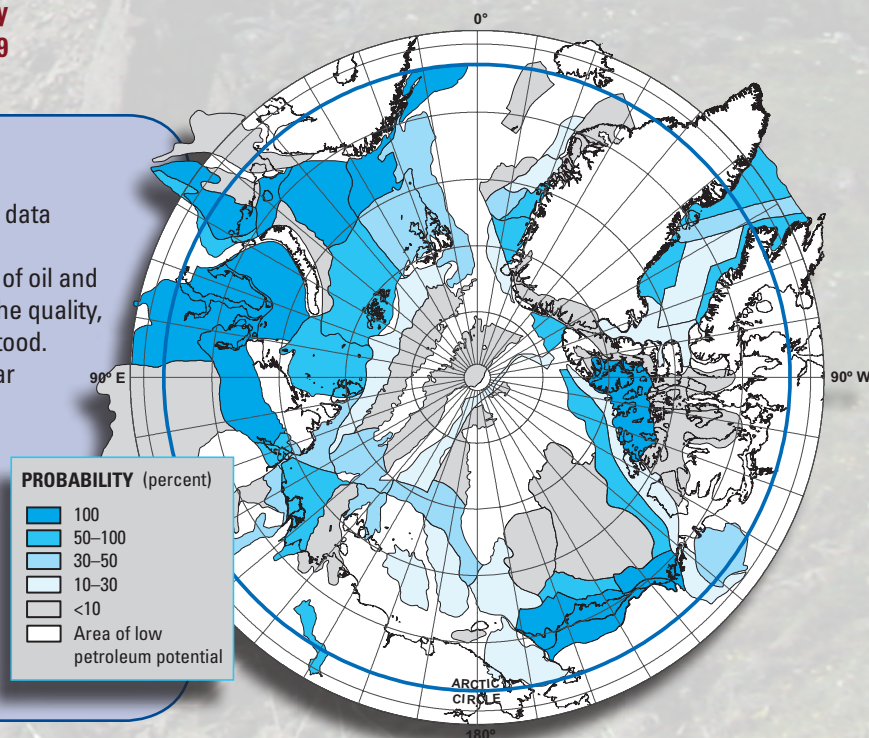 y
9
data
of oil and
he quality,
tood.
ar
0°
90° E
90° W
PROBABILITY (percent)
100
50–100
30–50
10–30
<10
Area of low
petroleum potential
ARCTIC
CIRCLE
180°